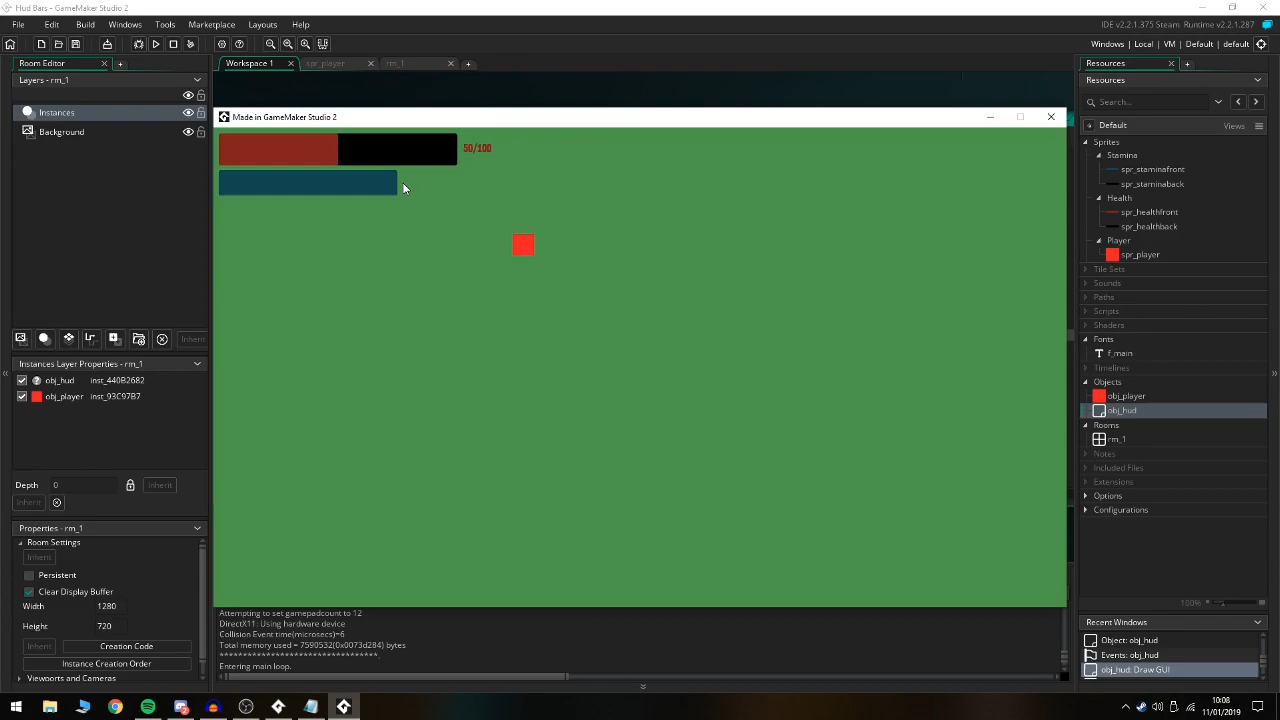 Hud Bars - GameMaker Studio 2
File Edit Build Windows Tools Marketplace Layouts Help
IDE v2.2.1.375 Steam Runtime v2.2.1.287
Windows | Local | VM | Default | default
Room Editor
Workspace 1
spr_player
rm_1
Resources
Layers - rm_1
Resources
Search...
Instances
Background
Made in GameMaker Studio 2
50/100
Default
Views
Sprites
Stamina
spr_staminafront
spr_staminaback
Health
spr_healthfront
spr_healthback
Player
spr_player
Tile Sets
Sounds
Paths
Scripts
Shaders
Fonts
f_main
Timelines
Objects
obj_player
obj_hud
Rooms
rm_1
Notes
Included Files
Extensions
Options
Configurations
Inherit
Instances Layer Properties - rm_1
obj_hud inst_440B2682
obj_player inst_93C97B7
Depth 0 Inherit
Inherit
Properties - rm_1
Room Settings
Inherit
Persistent
Clear Display Buffer
Width 1280
Height 720
Inherit Creation Code
Instance Creation Order
Viewports and Cameras
Attempting to set gamepadcount to 12
DirectX11: Using hardware device
Collision Event time(microsecs)=6
Total memory used = 7590532(0x0073d284) bytes
**********************************.
Entering main loop.
100%
Recent Windows
Object: obj_hud
Events: obj_hud
obj_hud: Draw GUI
10:08
11/01/2019